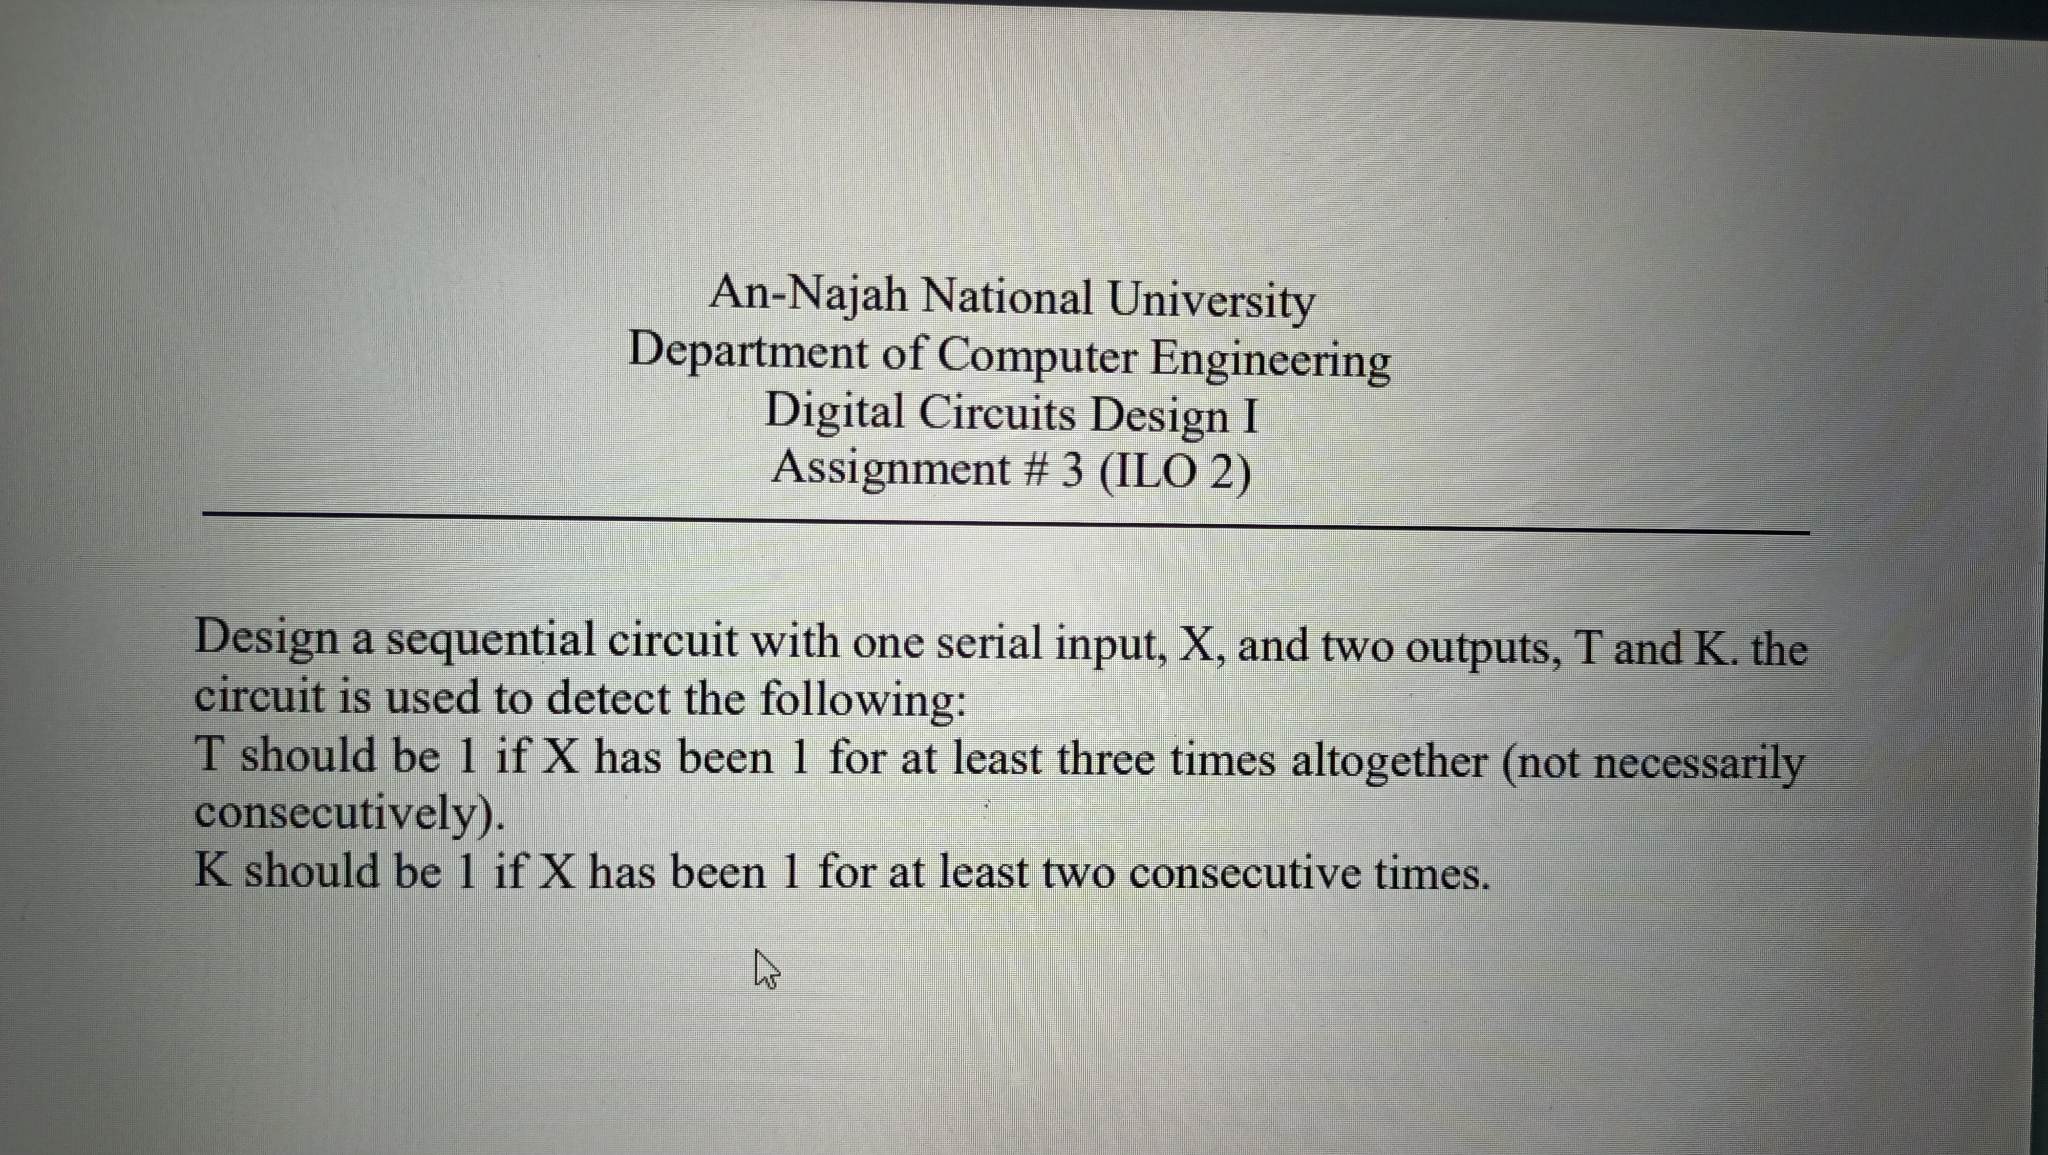 An-Najah National University
Department of Computer Engineering
Digital Circuits Design I
Assignment # 3 (ILO 2)
Design a sequential circuit with one serial input, X, and two outputs, T and K. the
circuit is used to detect the following:
T should be 1 if X has been 1 for at least three times altogether (not necessarily
consecutively).
K should be 1 if X has been 1 for at least two consecutive times.